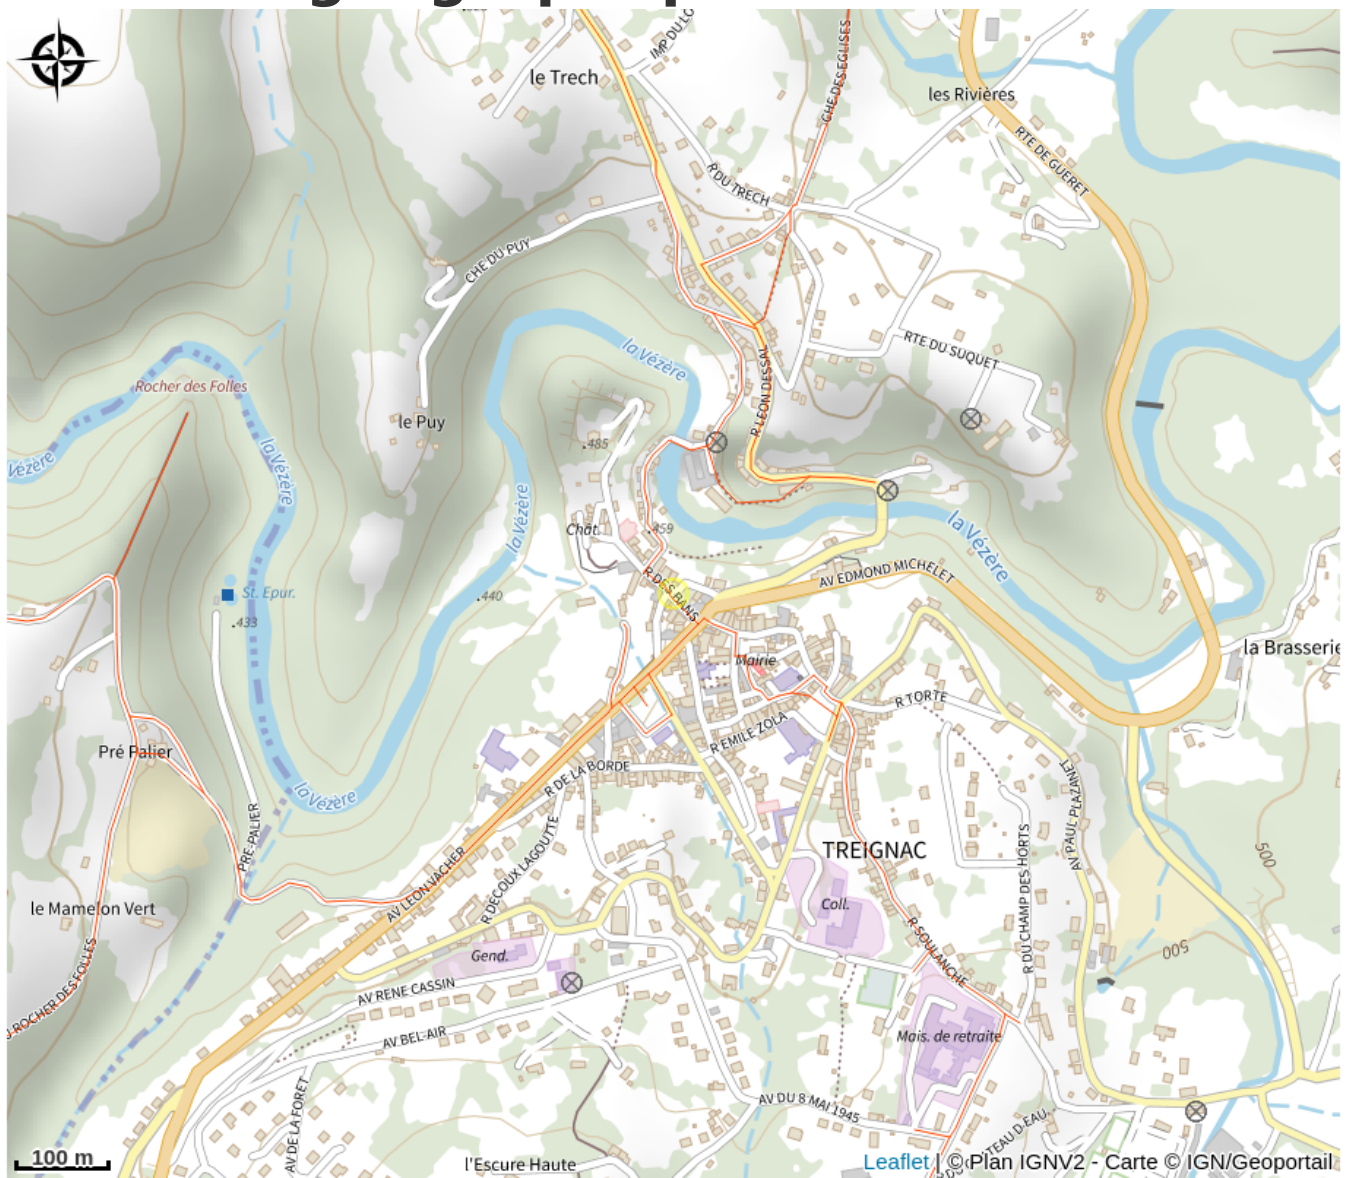 le Trech
IMP DU LO
CHE DES EGLISES
les Rivières
RTE DE GUERET
R DU TRECH
CHE DU PUY
la Vézère
RTE DU SUQUET
Rocher des Folles
R LEON DESSAL
le Puy
485
Vézère
la Vézère
la Vézère
Chât.
459
la Vézère
R DES BANS
AV EDMOND MICHELET
St. Epur.
440
433
la Brasserie
Mairie
R TORTE
R EMILE ZOLA
Pré Palier
R DE LA BORDE
la Vézère
AV PAUL PLAZANET
PRE-PALIER
TREIGNAC
500
R DECOUX LAGOUTTE
R DU CHAMP DES HORTS
AV LEON VACHER
le Mamelon Vert
Coll.
R SOULANCHE
500
Gend.
AV RENE CASSIN
U ROCHER DES FOLLES
AV BEL-AIR
Mais. de retraite
AV DE LA FORET
AV DU 8 MAI 1945
TEAU D'EAU
100 m
l'Escure Haute
Leaflet | © Plan IGNV2 - Carte © IGN/Geoportail